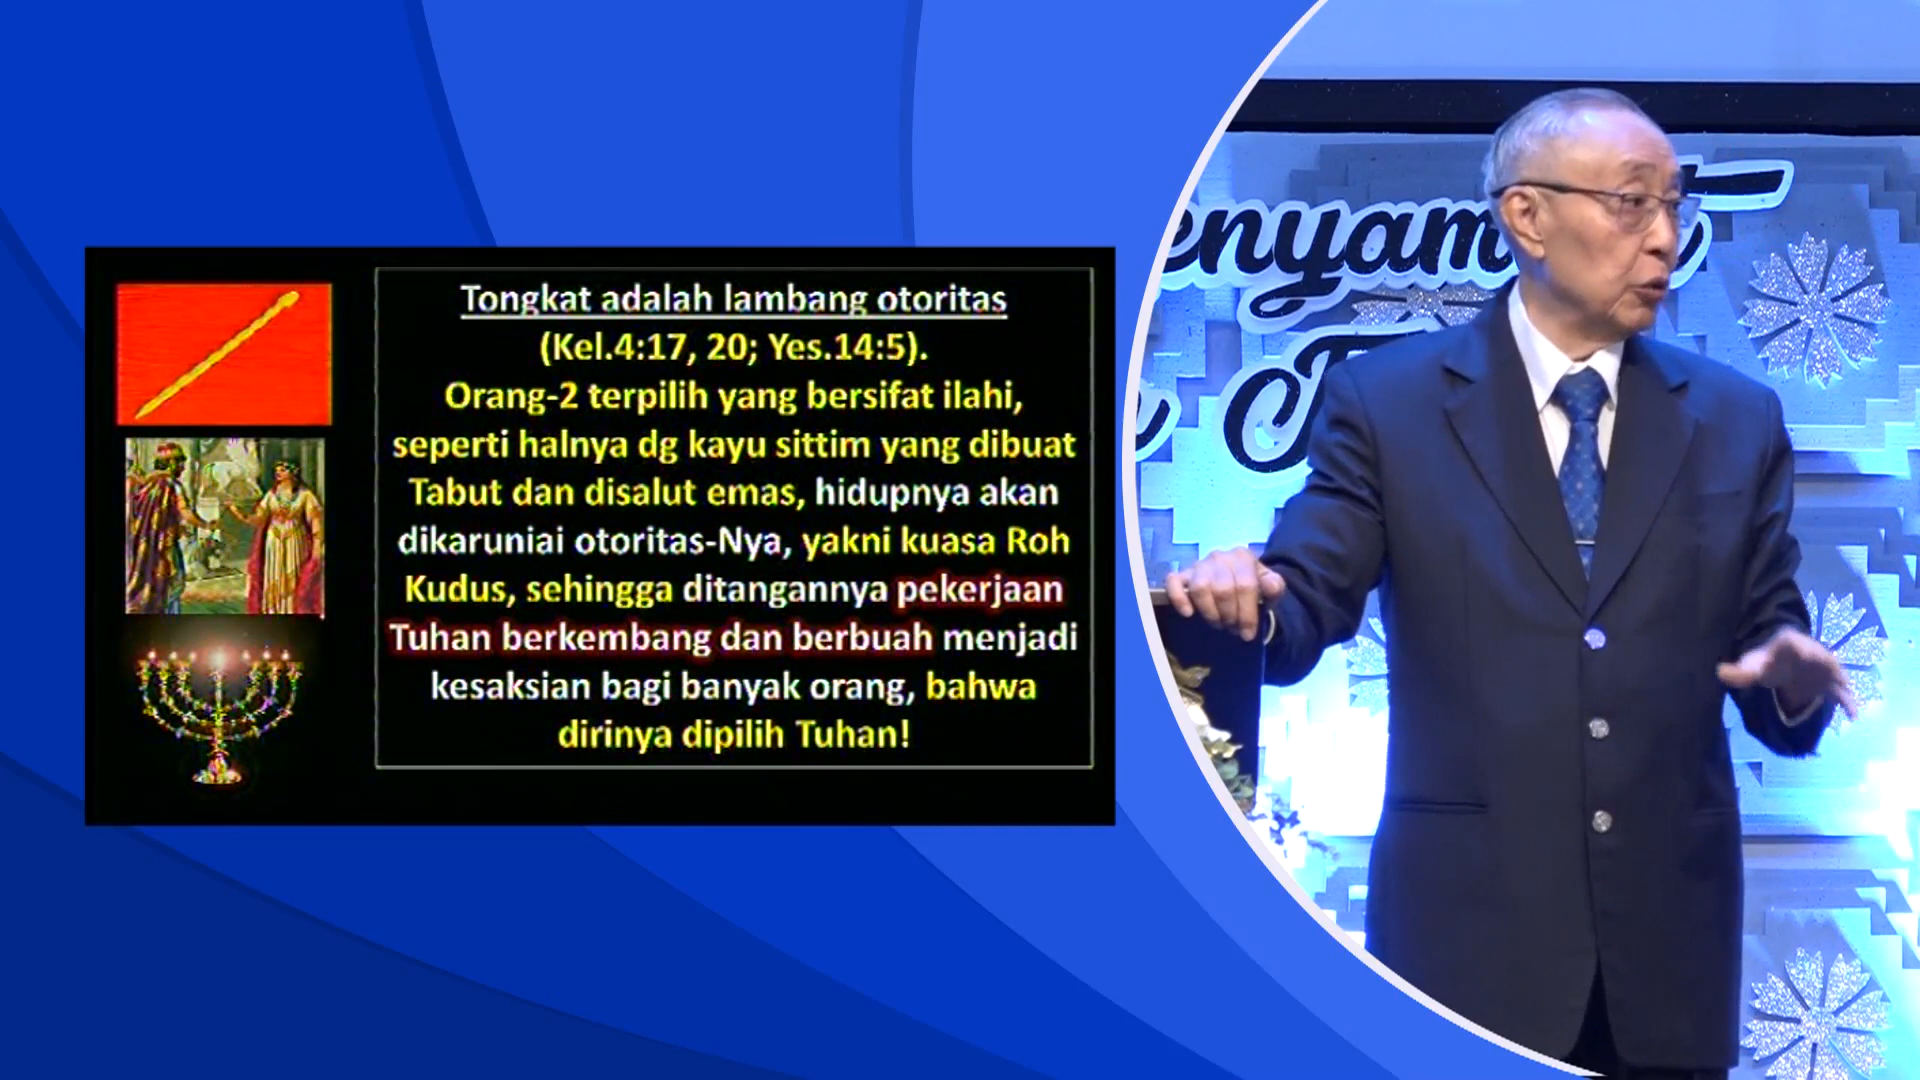 Tongkat adalah lambang otoritas
(Kel.4:17, 20; Yes.14:5).
Orang-2 terpilih yang bersifat ilahi,
seperti halnya dg kayu sittim yang dibuat
Tabut dan disalut emas, hidupnya akan
dikaruniai otoritas-Nya, yakni kuasa Roh
Kudus, sehingga ditangannya pekerjaan
Tuhan berkembang dan berbuah menjadi
kesaksian bagi banyak orang, bahwa
dirinya dipilih Tuhan!